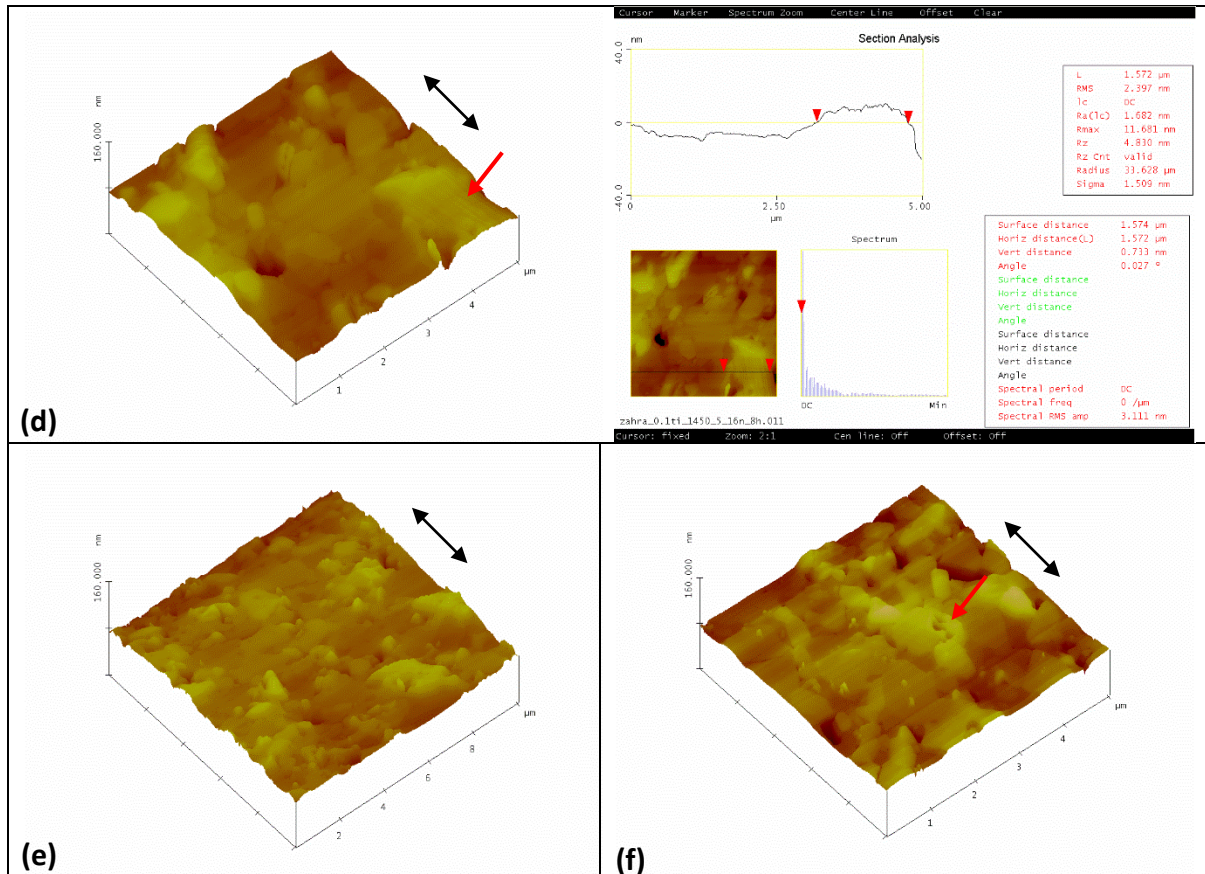 160.000 nm
1
2
3
4
µm
(d)
Cursor Marker Spectrum Zoom Center Line Offset Clear
Section Analysis
nm
40.0
0
-40.0
-0
2.50
5.00
µm
L 1.572 µm
RMS 2.397 nm
lc DC
Ra(lc) 1.682 nm
Rmax 11.681 nm
Rz 4.830 nm
Rz Cnt valid
Radius 33.628 µm
Sigma 1.509 nm
Surface distance 1.574 µm
Horiz distance(L) 1.572 µm
Vert distance 0.733 nm
Angle 0.027 °
Surface distance
Horiz distance
Vert distance
Angle
Surface distance
Horiz distance
Vert distance
Angle
Spectral period DC
Spectral freq 0 /µm
Spectral RMS amp 3.111 nm
Spectrum
DC Min
zahra_0.1ti_1450_5_16n_8h.011
Cursor: fixed Zoom: 2:1 Cen line: Off Offset: Off
160.000 nm
2
4
6
8
µm
(e)
160.000 nm
1
2
3
4
µm
(f)